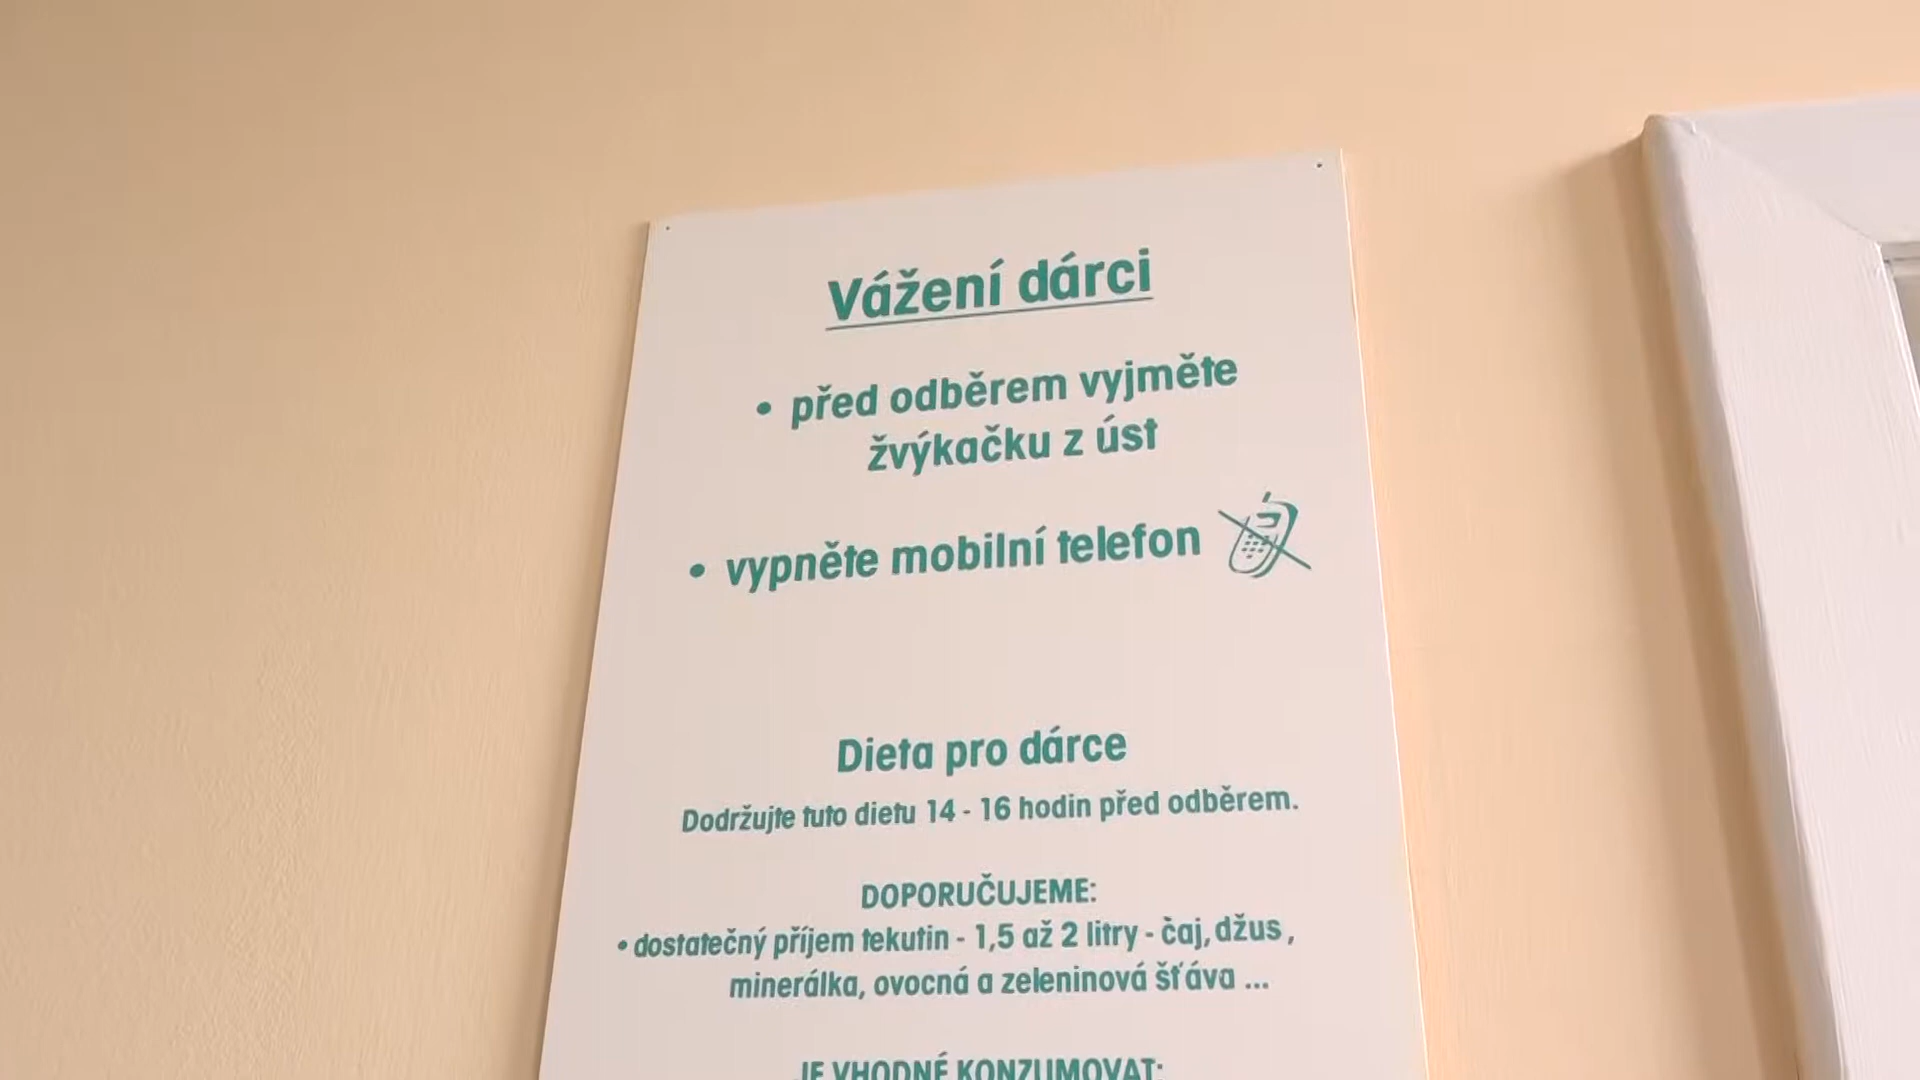 Vážení dárci
• před odběrem vyjměte
žvýkačku z úst
• vypněte mobilní telefon
Dieta pro dárce
Dodržujte tuto dietu 14 - 16 hodin před odběrem.
DOPORUČUJEME:
• dostatečný příjem tekutin - 1,5 až 2 litry - čaj, džus ,
minerálka, ovocná a zeleninová šťáva ...
JE VHODNÉ KONZUMOVAT: